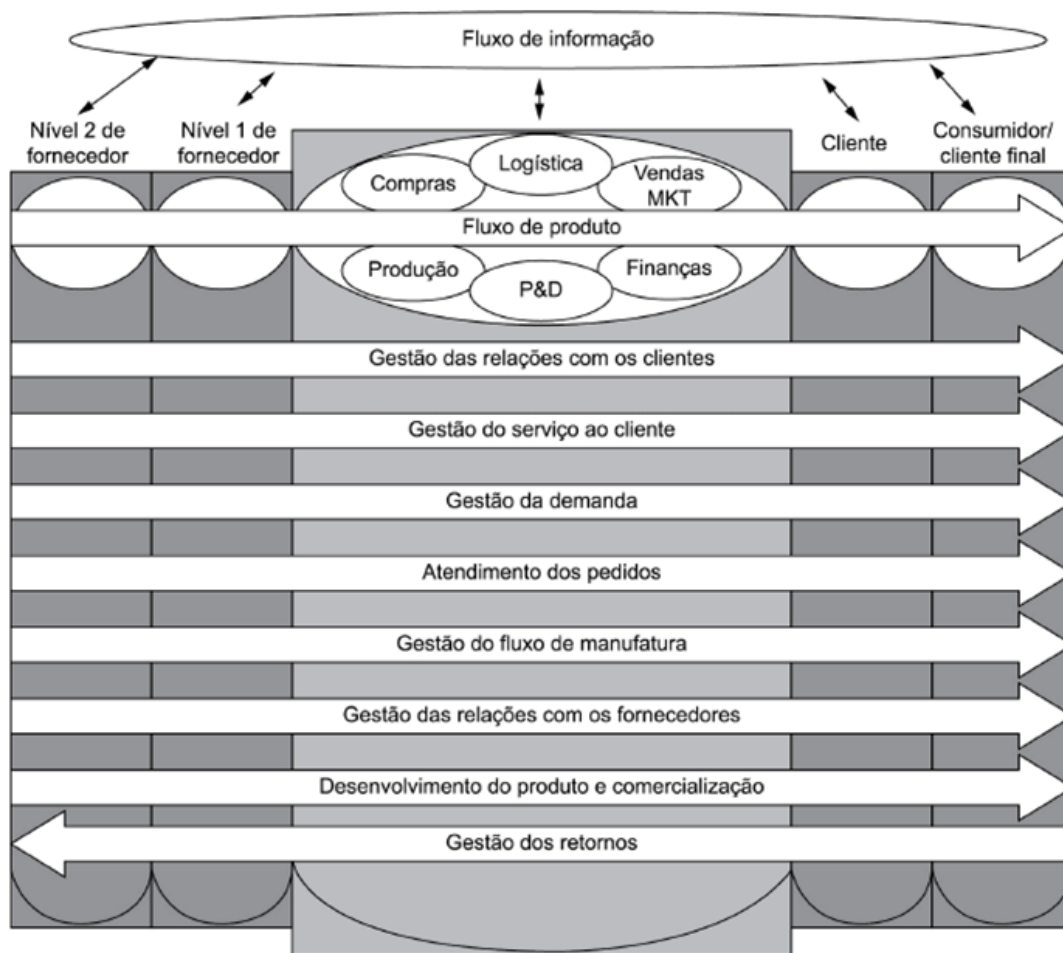 Fluxo de informação
Nível 2 de
fornecedor
Nível 1 de
fornecedor
Cliente
Consumidor/
cliente final
Compras
Logística
Vendas
MKT
Fluxo de produto
Produção
P&D
Finanças
Gestão das relações com os clientes
Gestão do serviço ao cliente
Gestão da demanda
Atendimento dos pedidos
Gestão do fluxo de manufatura
Gestão das relações com os fornecedores
Desenvolvimento do produto e comercialização
Gestão dos retornos